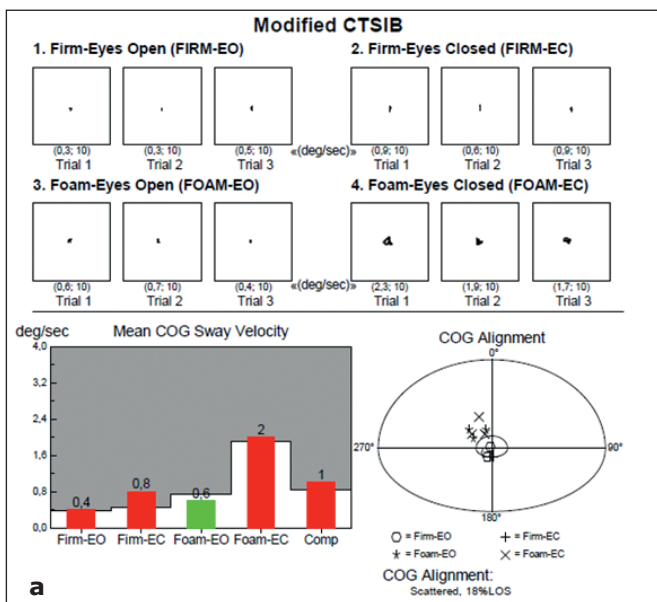 Modified CTSIB
1. Firm-Eyes Open (FIRM-EO)
2. Firm-Eyes Closed (FIRM-EC)
(0,3; 10) (0,3; 10) (0,5; 10) «(deg/sec)» (0,9; 10) (0,6; 10) (0,9; 10)
Trial 1 Trial 2 Trial 3 Trial 1 Trial 2 Trial 3
3. Foam-Eyes Open (FOAM-EO)
4. Foam-Eyes Closed (FOAM-EC)
(0,6; 10) (0,7; 10) (0,4; 10) «(deg/sec)» (2,3; 10) (1,9; 10) (1,7; 10)
Trial 1 Trial 2 Trial 3 Trial 1 Trial 2 Trial 3
deg/sec
Mean COG Sway Velocity
4,0
3,2
2,4
1,6
0,8
0,0
0,4
0,8
0,6
2
1
Firm-EO Firm-EC Foam-EO Foam-EC Comp
COG Alignment
0°
270°
90°
180°
= Firm-EO
= Firm-EC
= Foam-EO
= Foam-EC
COG Alignment:
Scattered, 18%LOS
a